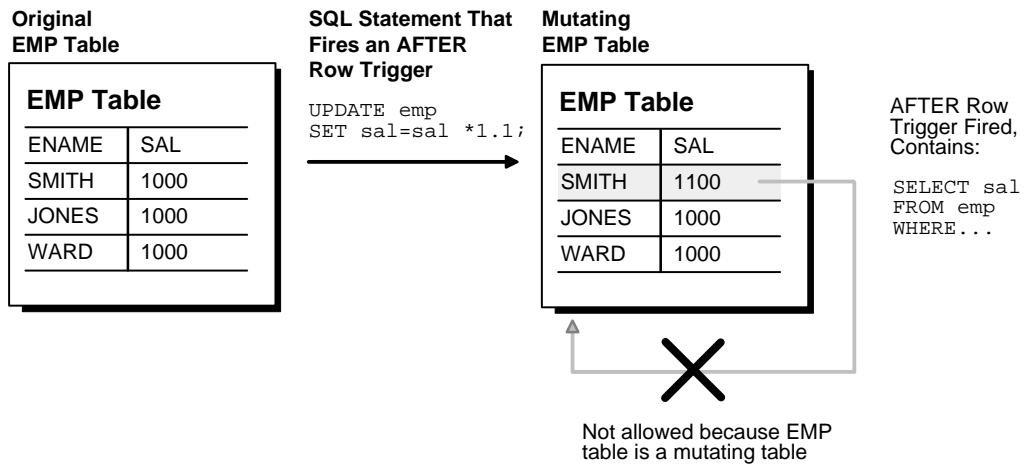 Original
EMP Table
EMP Table
ENAME SAL
SMITH 1000
JONES 1000
WARD 1000
SQL Statement That
Fires an AFTER
Row Trigger
UPDATE emp
SET sal=sal *1.1;
Mutating
EMP Table
EMP Table
ENAME SAL
SMITH 1100
JONES 1000
WARD 1000
AFTER Row
Trigger Fired,
Contains:
SELECT sal
FROM emp
WHERE...
Not allowed because EMP
table is a mutating table